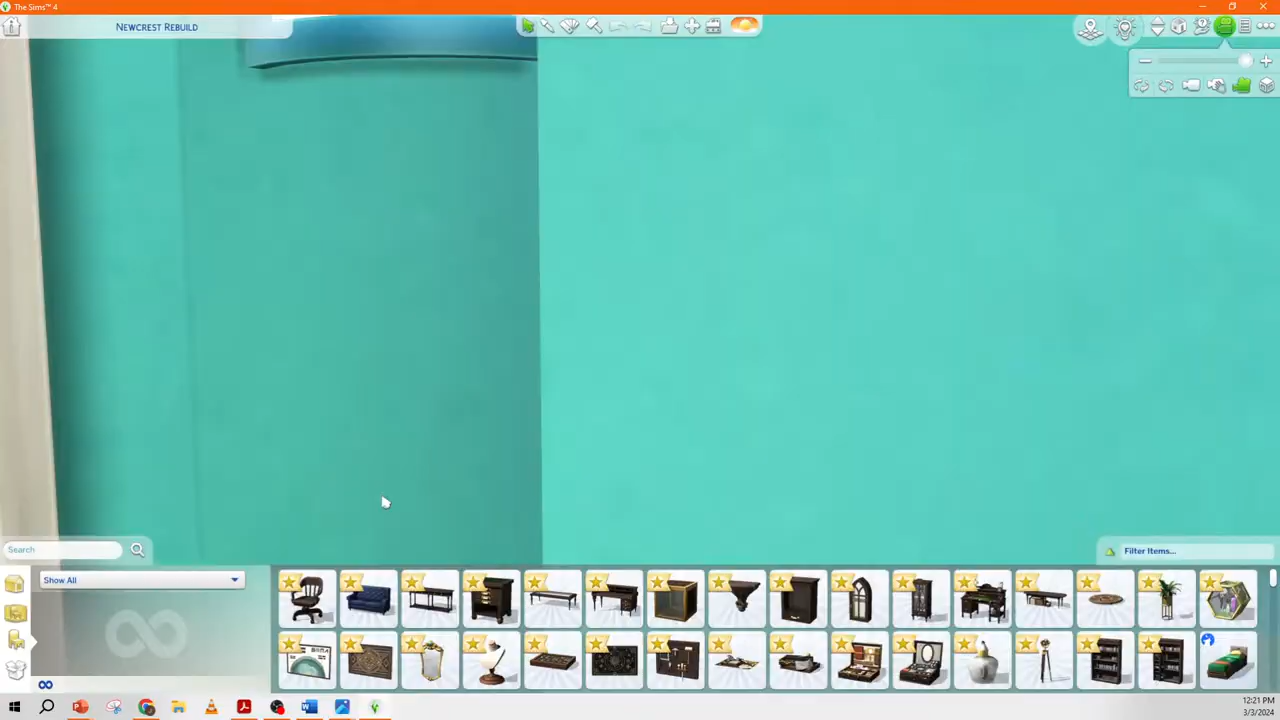 The Sims™ 4
Newcrest Rebuild
Search
Filter Items...
Show All
12:21 PM
3/3/2024